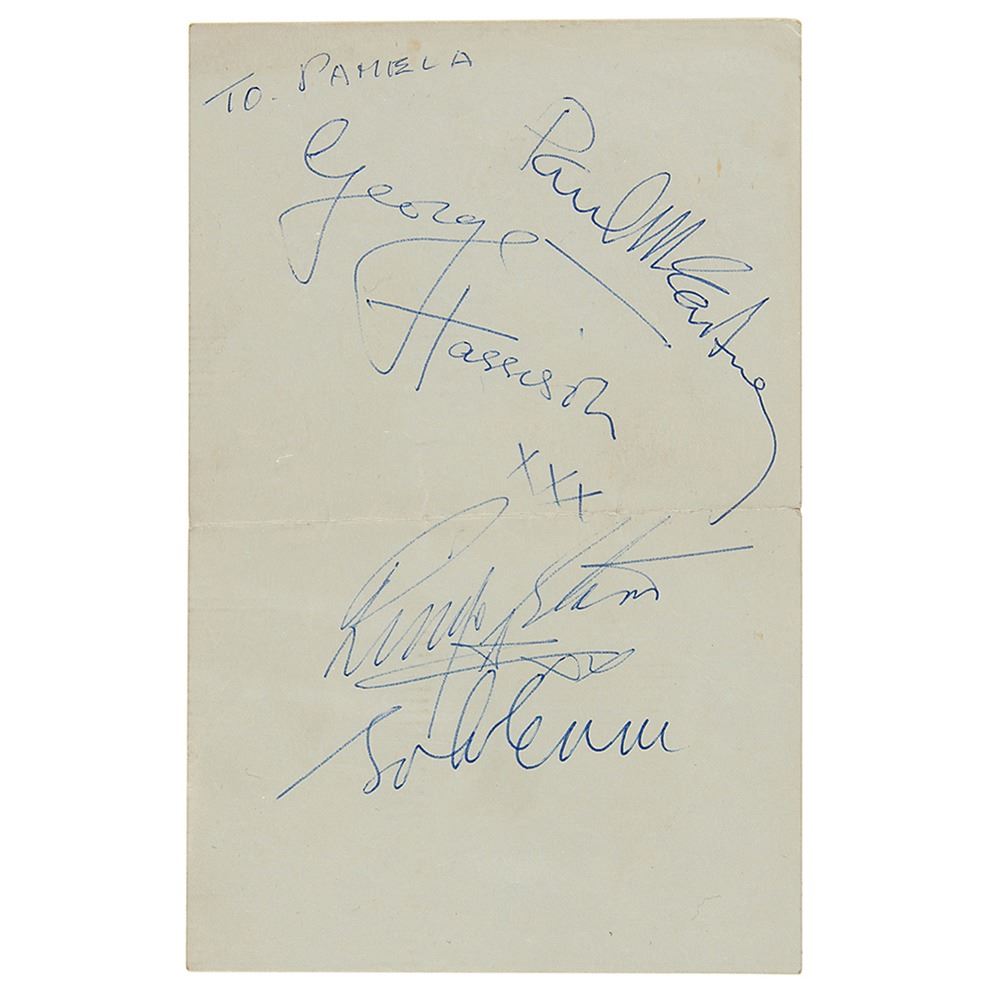 TO. PAMELA
George Harrison
Paul McCartney
XXX
Ringo Starr
John Lennon